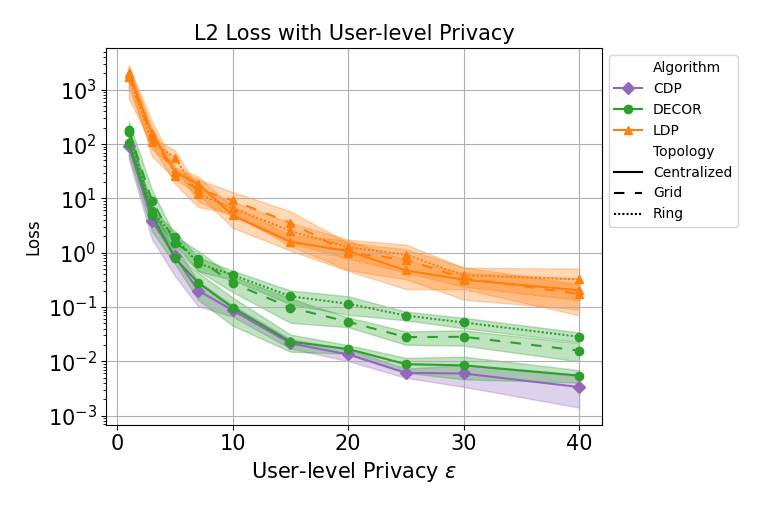 L2 Loss with User-level Privacy
Loss
10³
10²
10¹
10⁰
10⁻¹
10⁻²
10⁻³
0 10 20 30 40
User-level Privacy ε
Algorithm
CDP
DECOR
LDP
Topology
Centralized
Grid
Ring